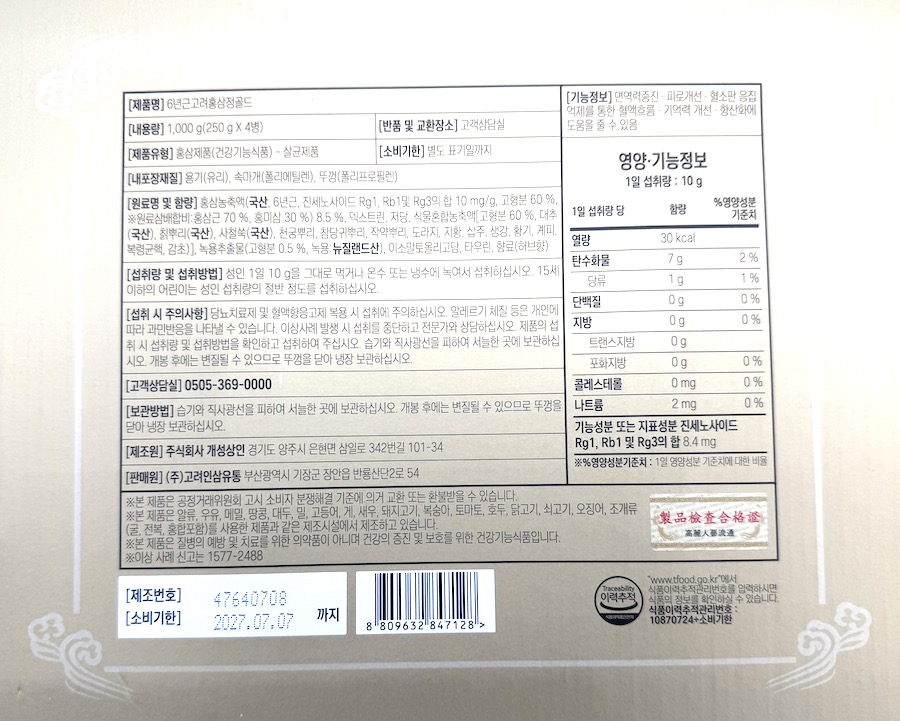 [제품명] 6년근고려홍삼정골드
[내용량] 1,000 g(250 g X 4병)
[반품 및 교환장소] 고객상담실
[제품유형] 홍삼제품(건강기능식품) - 살균제품
[소비기한] 별도 표기일까지
[내포장재질] 용기(유리), 속마개(폴리에틸렌), 뚜껑(폴리프로필렌)
[원료명 및 함량] 홍삼농축액(국산, 6년근, 진세노사이드 Rg1, Rb1및 Rg3의 합 10 mg/g, 고형분 60 %,
※원료삼배합비:홍삼근 70 %, 홍미삼 30 %) 8.5 %, 덱스트린, 저당, 식물혼합농축액[고형분 60 %, 대추
(국산), 칡뿌리(국산), 사철쑥(국산), 천궁뿌리, 참당귀뿌리, 작약뿌리, 도라지, 지황, 삽주, 생강, 황기, 계피,
복령균핵, 감초)], 녹용추출물(고형분 0.5 %, 녹용:뉴질랜드산), 이소말토올리고당, 타우린, 향료(허브향)
[섭취량 및 섭취방법] 성인 1일 10 g을 그대로 먹거나 온수 또는 냉수에 녹여서 섭취하십시오. 15세
이하의 어린이는 성인 섭취량의 절반 정도를 섭취하십시오.
[섭취 시 주의사항] 당뇨치료제 및 혈액항응고제 복용 시 섭취에 주의하십시오. 알레르기 체질 등은 개인에
따라 과민반응을 나타낼 수 있습니다. 이상사례 발생 시 섭취를 중단하고 전문가와 상담하십시오. 제품의 섭
취 시 섭취량 및 섭취방법을 확인하고 섭취하여 주십시오. 습기와 직사광선을 피하여 서늘한 곳에 보관하십
시오. 개봉 후에는 변질될 수 있으므로 뚜껑을 닫아 냉장 보관하십시오.
[고객상담실] 0505-369-0000
[보관방법] 습기와 직사광선을 피하여 서늘한 곳에 보관하십시오. 개봉 후에는 변질될 수 있으므로 뚜껑을
닫아 냉장 보관하십시오.
[제조원] 주식회사 개성상인 경기도 양주시 은현면 삼일로 342번길 101-34
[판매원] (주)고려인삼유통 부산광역시 기장군 장안읍 반룡산단2로 54
[기능정보] 면역력증진 · 피로개선 · 혈소판 응집
억제를 통한 혈액흐름 · 기억력 개선 · 항산화에
도움을 줄 수 있음
영양·기능정보
1일 섭취량 : 10 g
1일 섭취량 당 함량 %영양성분
기준치
열량 30 kcal
탄수화물 7 g 2 %
당류 1 g 1 %
단백질 0 g 0 %
지방 0 g 0 %
트랜스지방 0 g
포화지방 0 g 0 %
콜레스테롤 0 mg 0 %
나트륨 2 mg 0 %
기능성분 또는 지표성분 진세노사이드
Rg1, Rb1 및 Rg3의 합 8.4 mg
※%영양성분기준치 : 1일 영양성분 기준치에 대한 비율
※본 제품은 공정거래위원회 고시 소비자 분쟁해결 기준에 의거 교환 또는 환불받을 수 있습니다.
※본 제품은 알류, 우유, 메밀, 땅콩, 대두, 밀, 고등어, 게, 새우, 돼지고기, 복숭아, 토마토, 호두, 닭고기, 쇠고기, 오징어, 조개류
(굴, 전복, 홍합포함)를 사용한 제품과 같은 제조시설에서 제조하고 있습니다.
※본 제품은 질병의 예방 및 치료를 위한 의약품이 아니며 건강의 증진 및 보호를 위한 건강기능식품입니다.
※이상 사례 신고는 1577-2488
製品檢査合格證
高麗人蔘流通
[제조번호] 47640708
[소비기한] 2027.07.07 까지
8 809632 847128 >
Traceability
이력추적
"www.tfood.go.kr"에서
식품이력추적관리번호를 입력하시면
식품의 정보를 확인하실 수 있습니다.
식품이력추적관리번호 :
10870724+소비기한